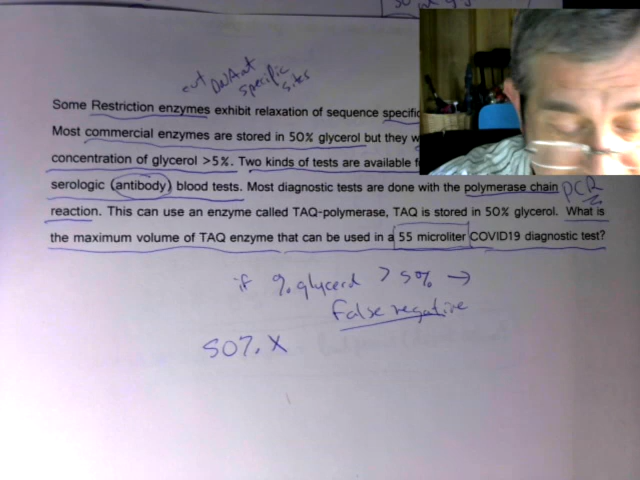 cut DNA at specific sites
Some Restriction enzymes exhibit relaxation of sequence specific
Most commercial enzymes are stored in 50% glycerol but they w
concentration of glycerol >5%. Two kinds of tests are available f
serologic (antibody) blood tests. Most diagnostic tests are done with the polymerase chain PCR
reaction. This can use an enzyme called TAQ-polymerase, TAQ is stored in 50% glycerol. What is
the maximum volume of TAQ enzyme that can be used in a 55 microliter COVID19 diagnostic test?
if % glycerol > 5% →
False negative
50% X